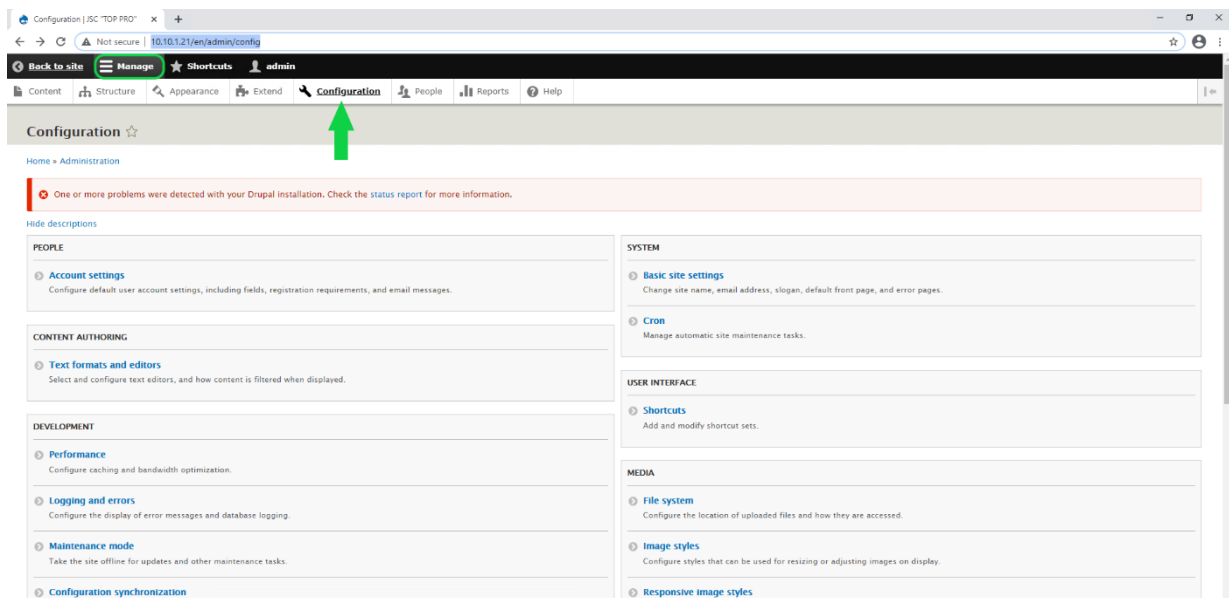 Configuration | JSC "TOP PRO"
Not secure | 10.10.1.21/en/admin/config
Back to site Manage Shortcuts admin
Content Structure Appearance Extend Configuration People Reports Help
Configuration
Home » Administration
One or more problems were detected with your Drupal installation. Check the status report for more information.
Hide descriptions
PEOPLE
Account settings
Configure default user account settings, including fields, registration requirements, and email messages.
CONTENT AUTHORING
Text formats and editors
Select and configure text editors, and how content is filtered when displayed.
DEVELOPMENT
Performance
Configure caching and bandwidth optimization.
Logging and errors
Configure the display of error messages and database logging.
Maintenance mode
Take the site offline for updates and other maintenance tasks.
Configuration synchronization
SYSTEM
Basic site settings
Change site name, email address, slogan, default front page, and error pages.
Cron
Manage automatic site maintenance tasks.
USER INTERFACE
Shortcuts
Add and modify shortcut sets.
MEDIA
File system
Configure the location of uploaded files and how they are accessed.
Image styles
Configure styles that can be used for resizing or adjusting images on display.
Responsive image styles